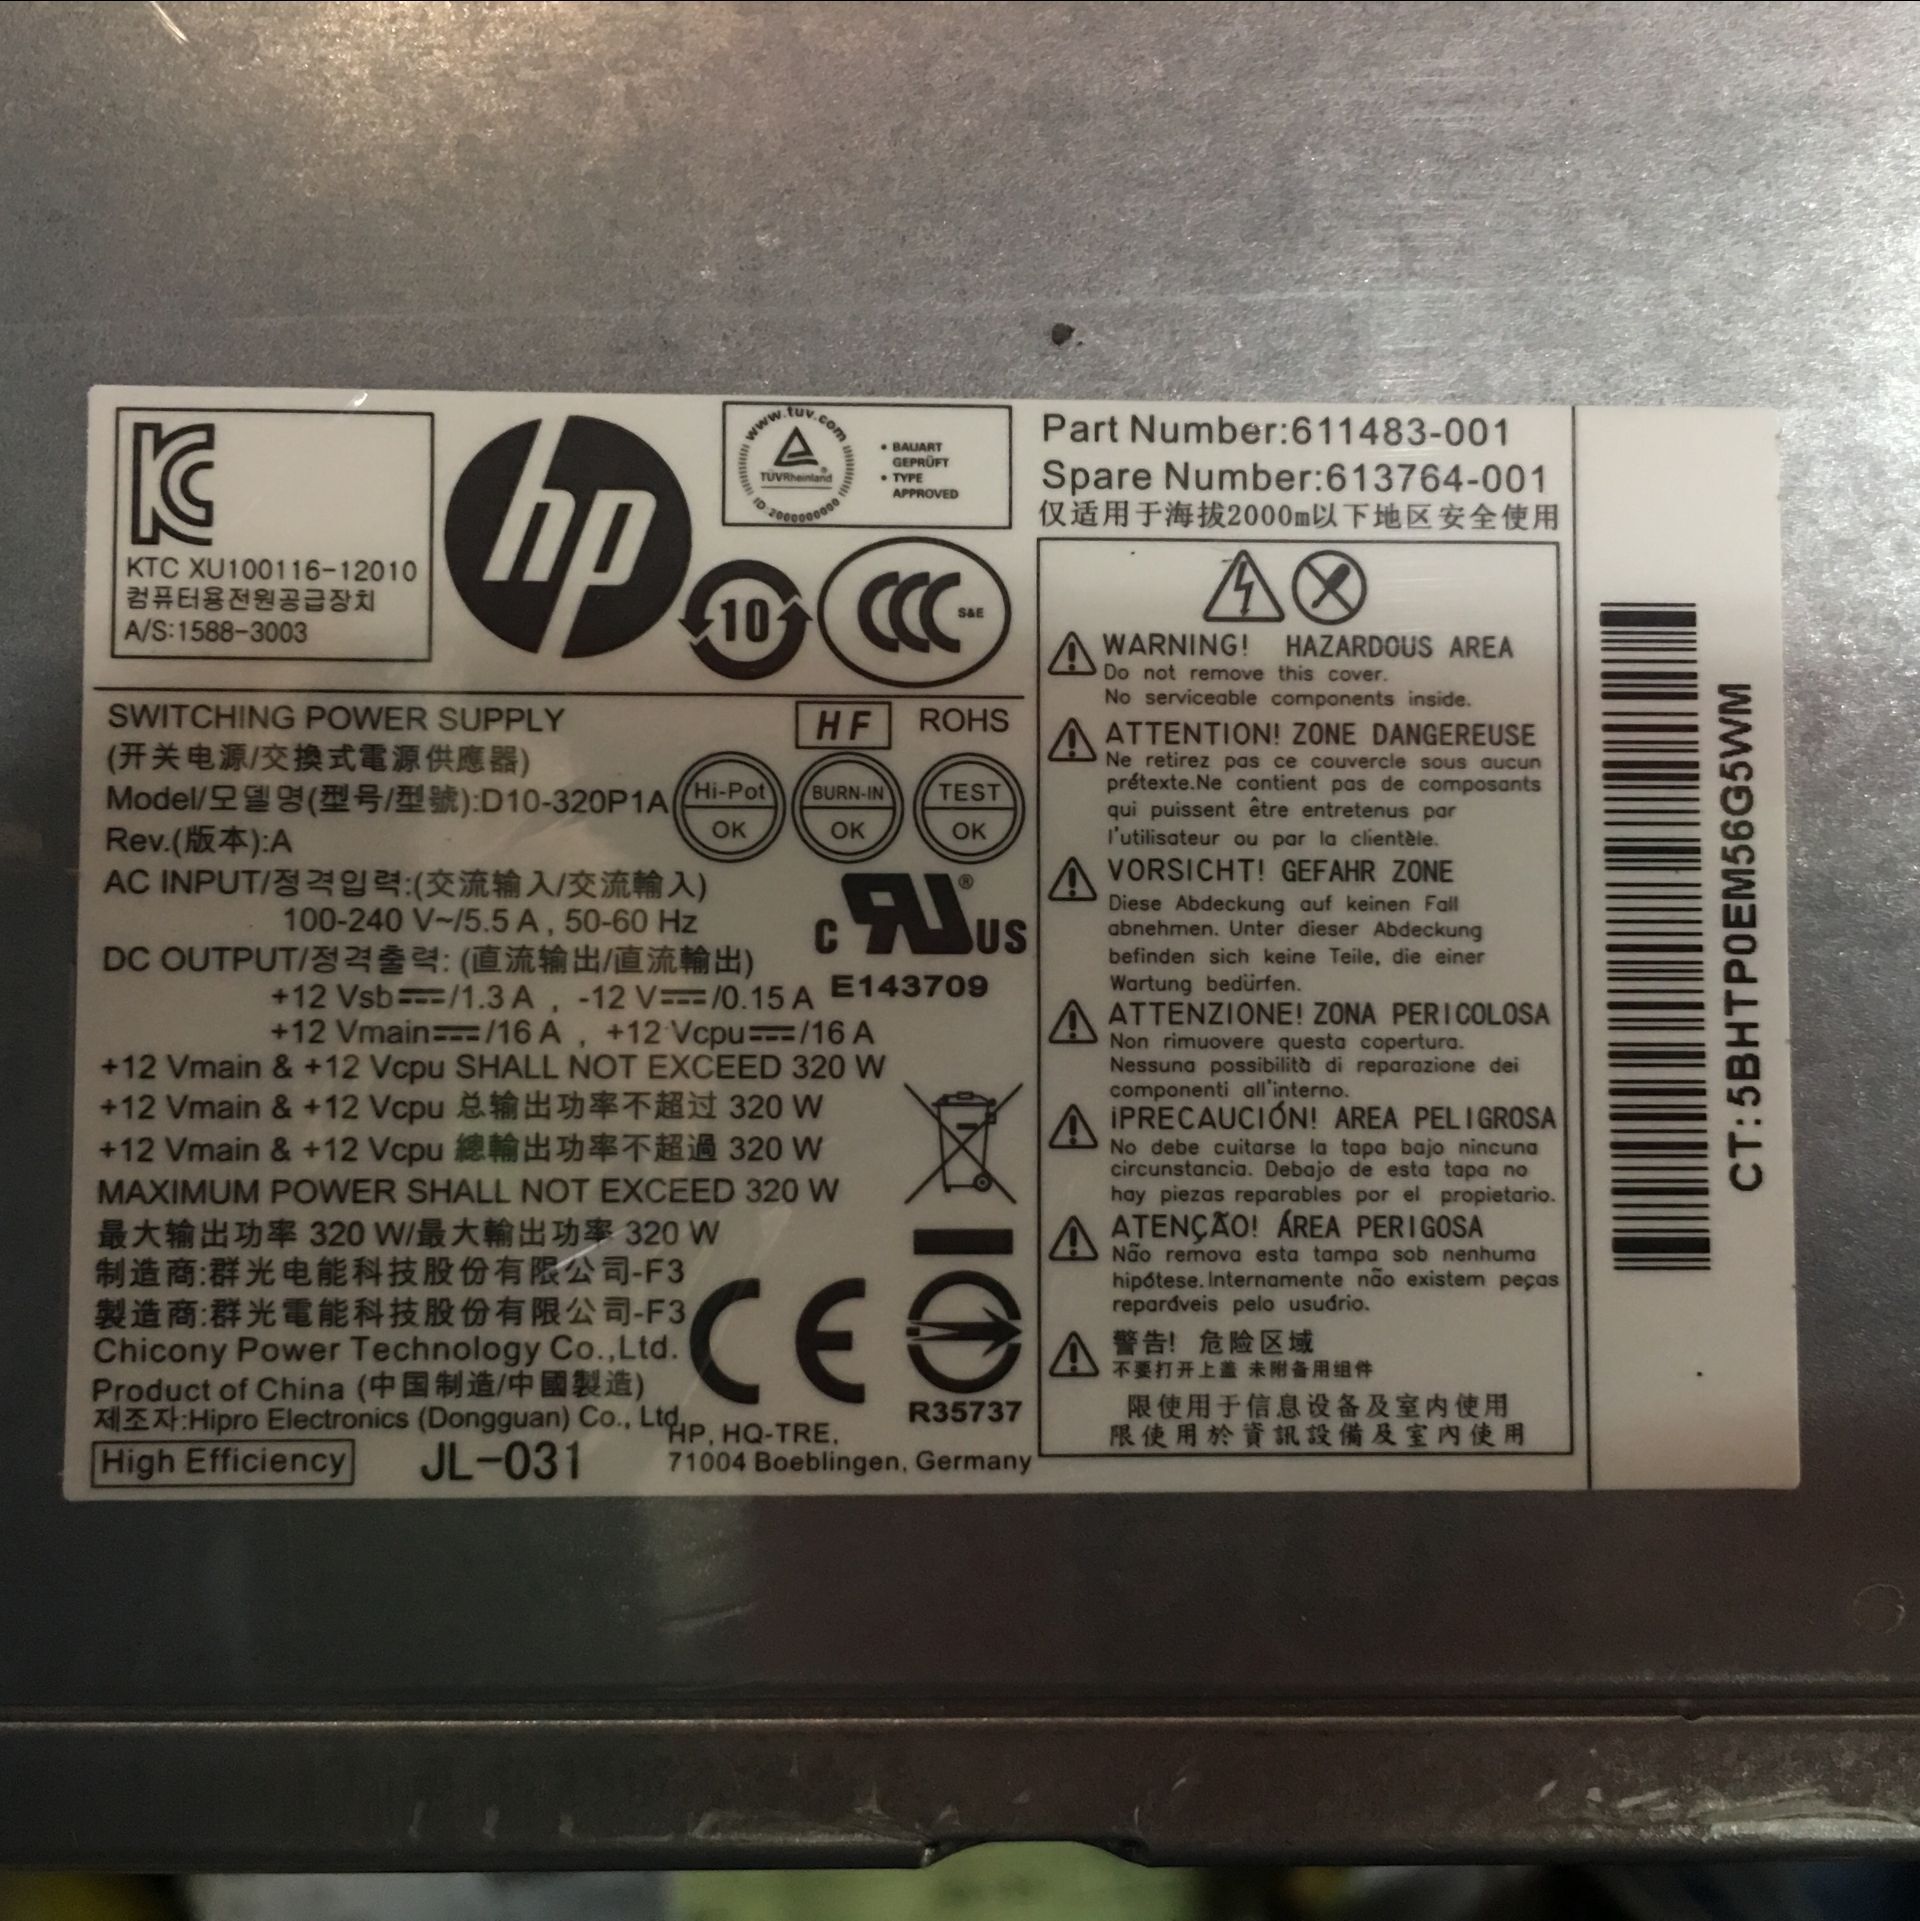 KTC XU100116-12010
컴퓨터용전원공급장치
A/S:1588-3003
hp
www.tuv.com
TÜVRheinland
ID:2000000000
• BAUART
GEPRÜFT
• TYPE
APPROVED
10
S&E
SWITCHING POWER SUPPLY
HF ROHS
(开关电源/交換式電源供應器)
Model/모델명(型号/型號):D10-320P1A
Rev.(版本):A
Hi-Pot
OK
BURN-IN
OK
TEST
OK
AC INPUT/정격입력:(交流输入/交流輸入)
100-240 V~/5.5 A , 50-60 Hz
DC OUTPUT/정격출력: (直流输出/直流輸出)
+12 Vsb⎓/1.3 A , -12 V⎓/0.15 A
+12 Vmain⎓/16 A , +12 Vcpu⎓/16 A
C US
E143709
+12 Vmain & +12 Vcpu SHALL NOT EXCEED 320 W
+12 Vmain & +12 Vcpu 总输出功率不超过 320 W
+12 Vmain & +12 Vcpu 總輸出功率不超過 320 W
MAXIMUM POWER SHALL NOT EXCEED 320 W
最大输出功率 320 W/最大輸出功率 320 W
制造商:群光电能科技股份有限公司-F3
製造商:群光電能科技股份有限公司-F3
Chicony Power Technology Co.,Ltd.
Product of China (中国制造/中國製造)
제조자:Hipro Electronics (Dongguan) Co., Ltd.
High Efficiency JL-031
CE
R35737
HP, HQ-TRE,
71004 Boeblingen, Germany
Part Number:611483-001
Spare Number:613764-001
仅适用于海拔2000m以下地区安全使用
WARNING! HAZARDOUS AREA
Do not remove this cover.
No serviceable components inside.
ATTENTION! ZONE DANGEREUSE
Ne retirez pas ce couvercle sous aucun
prétexte.Ne contient pas de composants
qui puissent être entretenus par
l'utilisateur ou par la clientèle.
VORSICHT! GEFAHR ZONE
Diese Abdeckung auf keinen Fall
abnehmen. Unter dieser Abdeckung
befinden sich keine Teile, die einer
Wartung bedürfen.
ATTENZIONE! ZONA PERICOLOSA
Non rimuovere questa copertura.
Nessuna possibilità di reparazione dei
componenti all'interno.
¡PRECAUCIÓN! AREA PELIGROSA
No debe cuitarse la tapa bajo nincuna
circunstancia. Debajo de esta tapa no
hay piezas reparables por el propietario.
ATENÇÃO! ÁREA PERIGOSA
Não remova esta tampa sob nenhuma
hipótese.Internamente não existem peças
reparáveis pelo usuário.
警告! 危险区域
不要打开上盖 未附备用组件
限使用于信息设备及室内使用
限使用於資訊設備及室內使用
CT:5BHTP0EM56G5WM